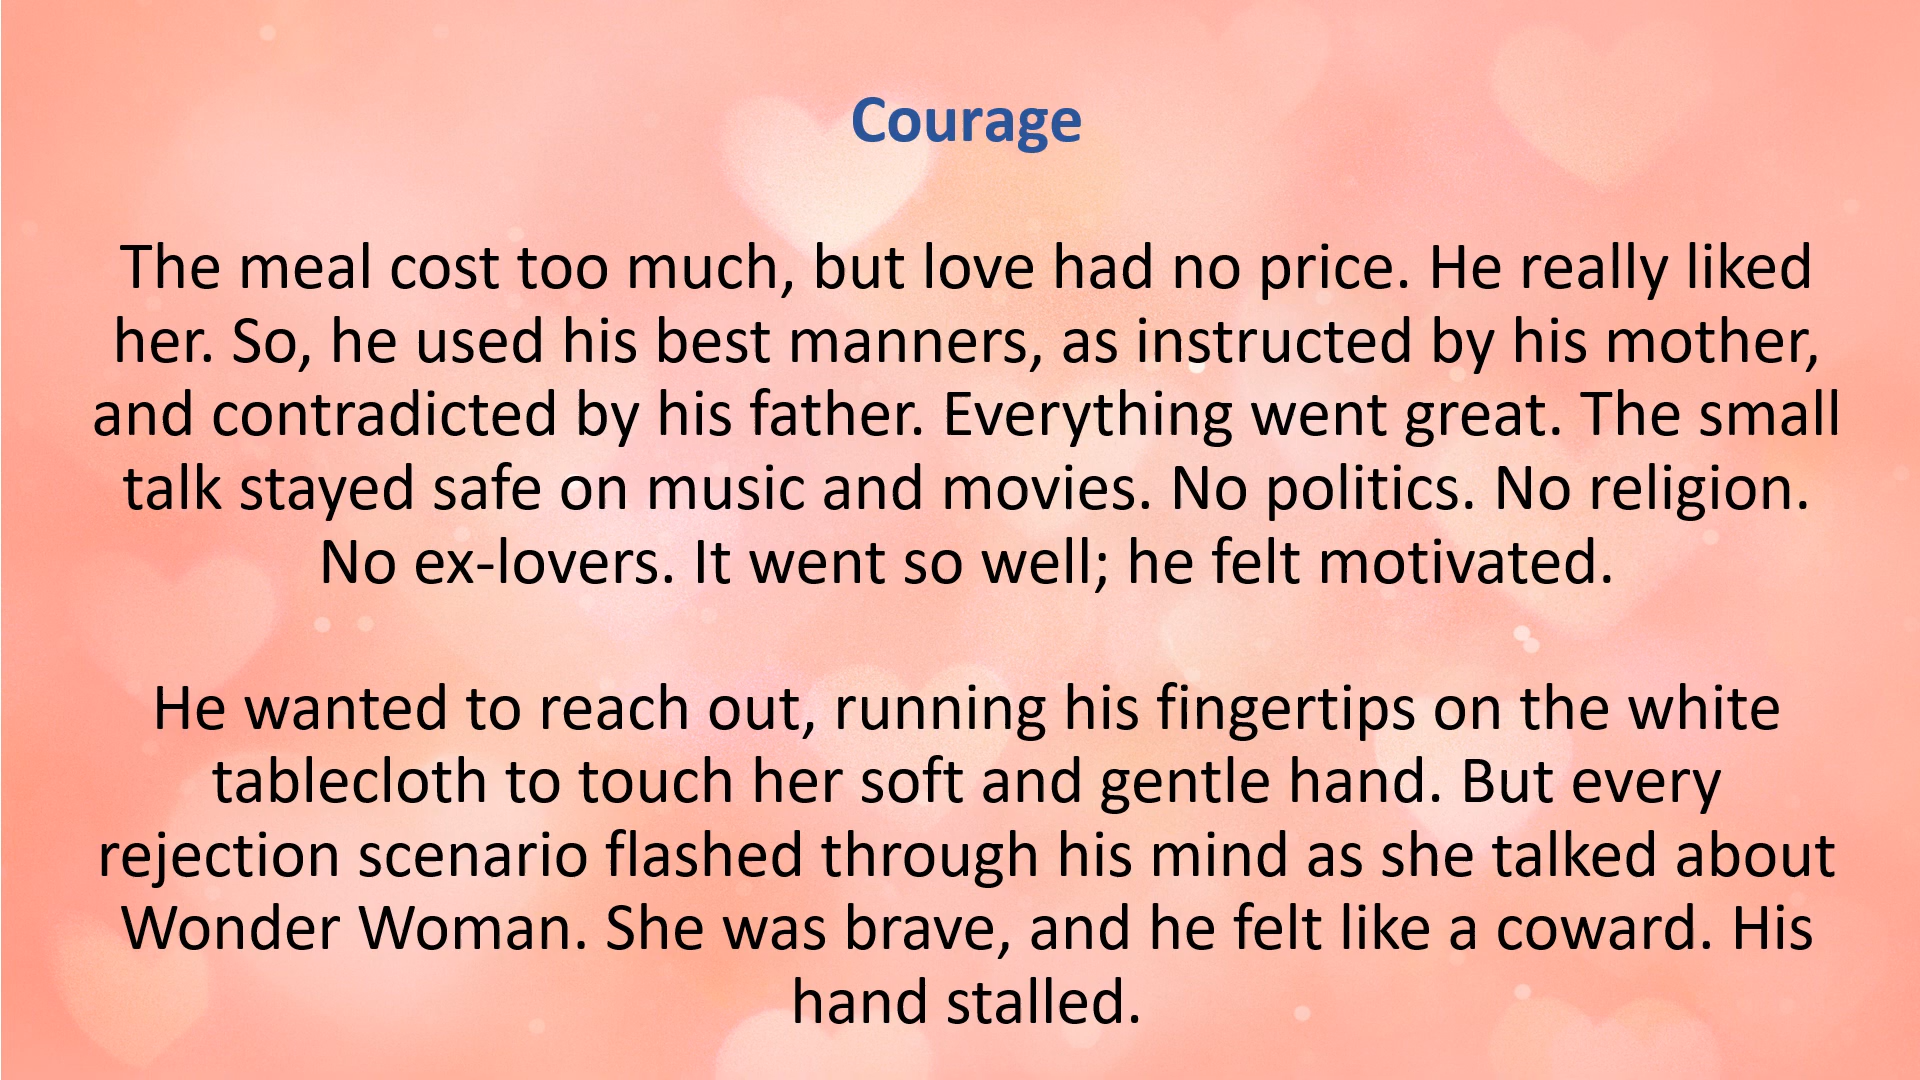 Courage
The meal cost too much, but love had no price. He really liked
her. So, he used his best manners, as instructed by his mother,
and contradicted by his father. Everything went great. The small
talk stayed safe on music and movies. No politics. No religion.
No ex-lovers. It went so well; he felt motivated.
He wanted to reach out, running his fingertips on the white
tablecloth to touch her soft and gentle hand. But every
rejection scenario flashed through his mind as she talked about
Wonder Woman. She was brave, and he felt like a coward. His
hand stalled.